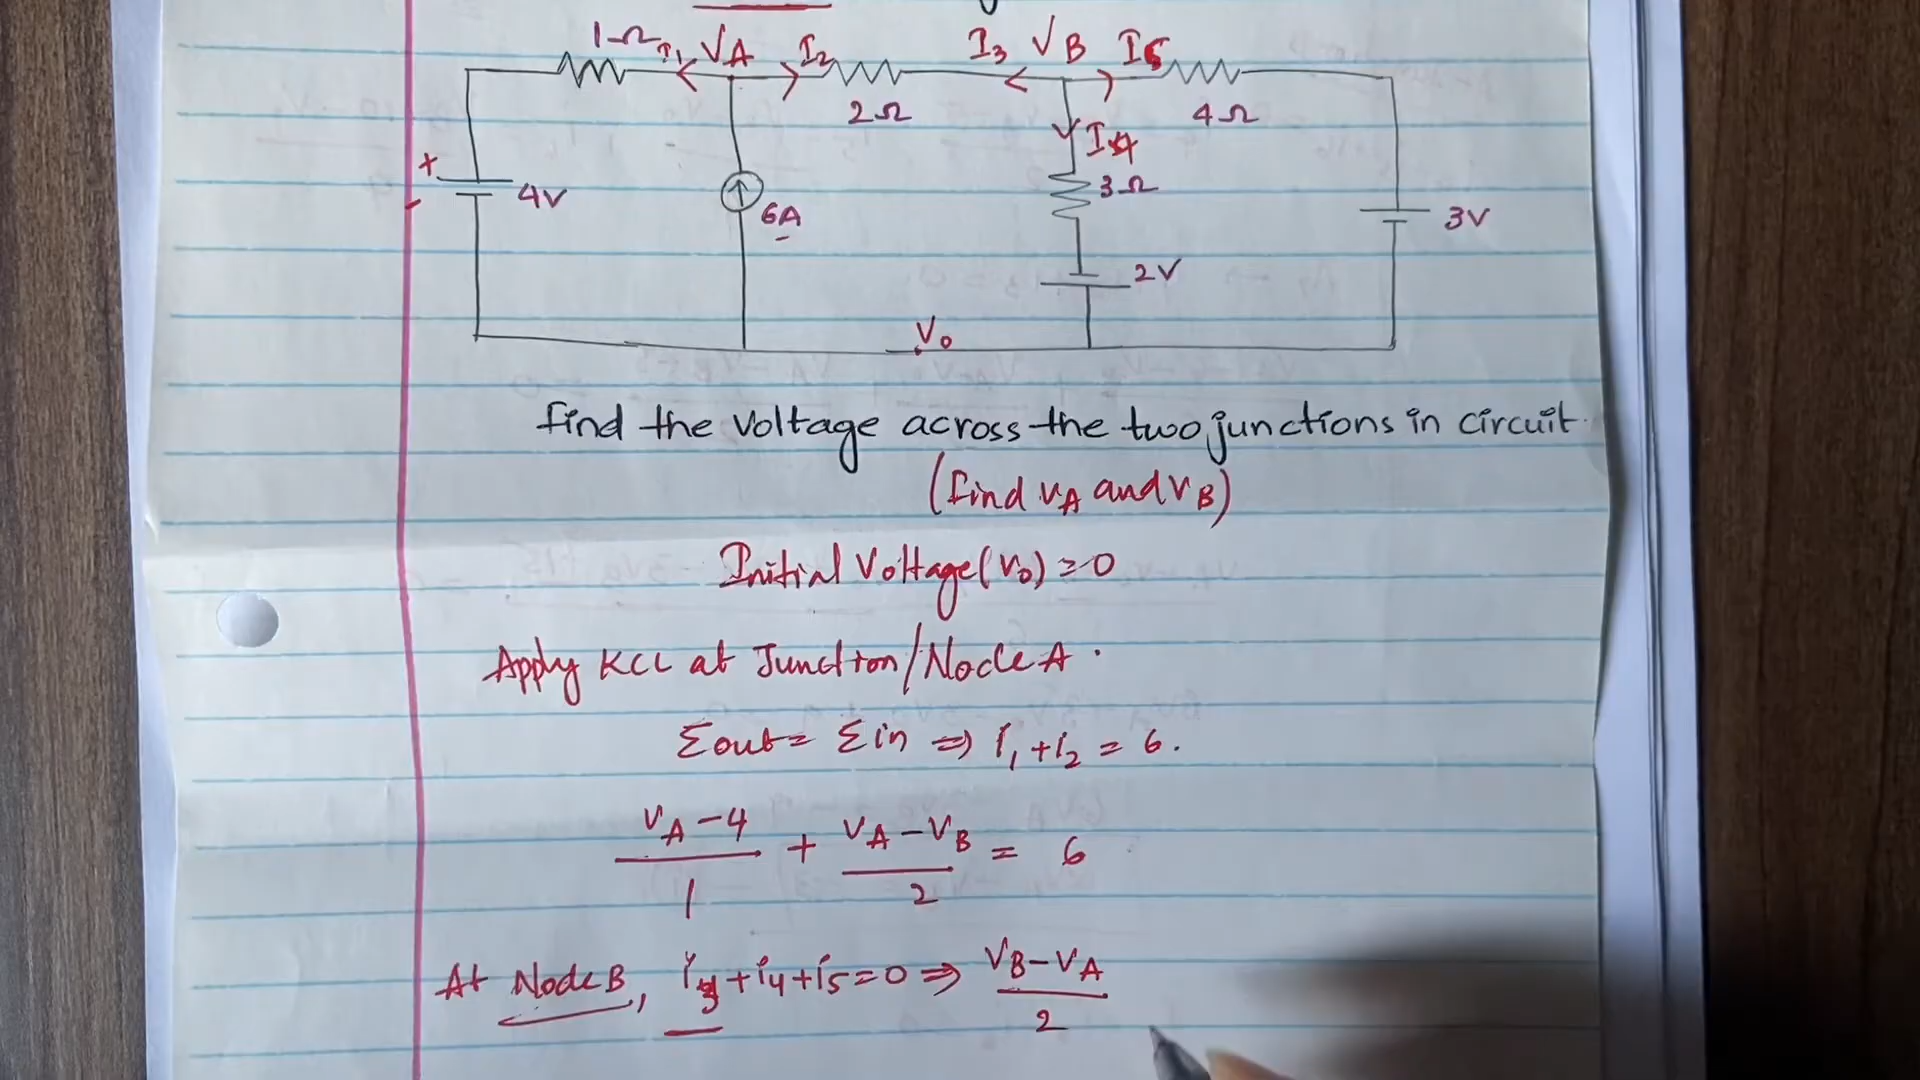 1Ω I₁ VA I₂ I₃ VB I5
2Ω 4Ω
I4
+ 3Ω
- 4V 6A 3V
2V
V₀
find the voltage across the two junctions in circuit
(find vA and vB)
Initial Voltage(v₀) = 0
Apply KCL at Junction/Node A.
Σout = Σin ⇒ i₁ + i₂ = 6.
vA - 4 / 1 + vA - vB / 2 = 6
At Node B, i3 + i4 + i5 = 0 ⇒ vB - vA / 2